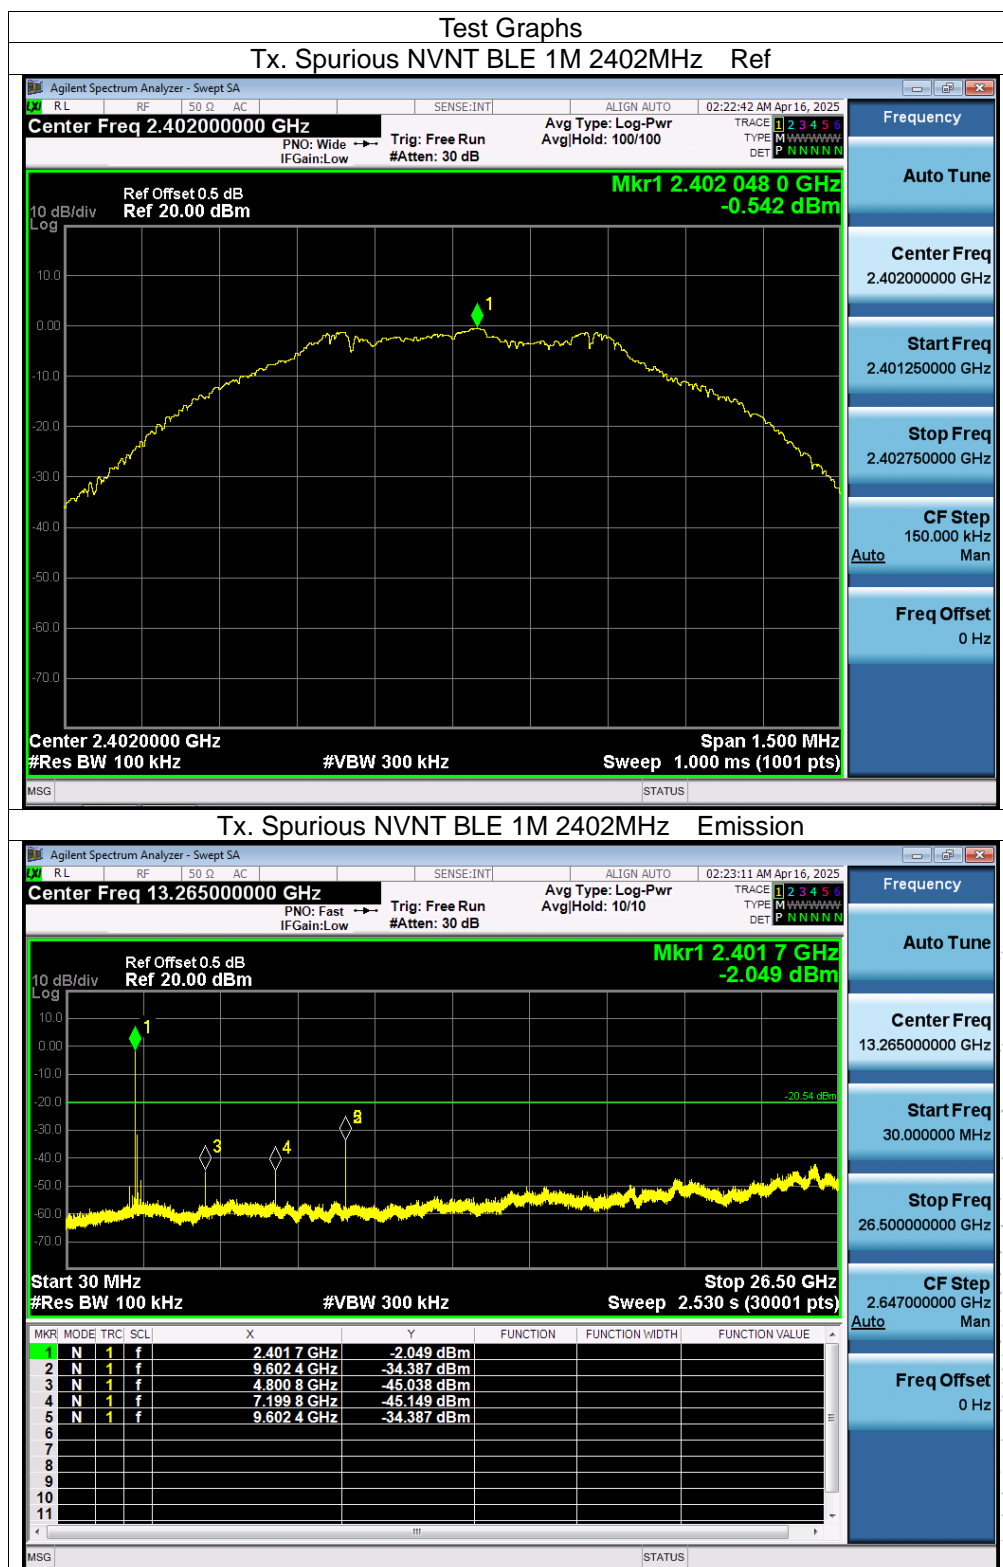 Test Graphs
Tx. Spurious NVNT BLE 1M 2402MHz Ref
Agilent Spectrum Analyzer - Swept SA
LXI RL RF 50 Ω AC SENSE:INT ALIGN AUTO 02:22:42 AM Apr 16, 2025
Center Freq 2.402000000 GHz
PNO: Wide
IFGain:Low
Trig: Free Run
#Atten: 30 dB
Avg Type: Log-Pwr
Avg|Hold: 100/100
TRACE 1 2 3 4 5 6
TYPE M WWWWW
DET P N N N N N
Frequency
Auto Tune
Center Freq
2.402000000 GHz
Start Freq
2.401250000 GHz
Stop Freq
2.402750000 GHz
CF Step
150.000 kHz
Auto Man
Freq Offset
0 Hz
Mkr1 2.402 048 0 GHz
-0.542 dBm
Ref Offset 0.5 dB
10 dB/div Ref 20.00 dBm
Log
10.0
0.00
-10.0
-20.0
-30.0
-40.0
-50.0
-60.0
-70.0
1
Center 2.4020000 GHz Span 1.500 MHz
#Res BW 100 kHz #VBW 300 kHz Sweep 1.000 ms (1001 pts)
MSG STATUS
Tx. Spurious NVNT BLE 1M 2402MHz Emission
Agilent Spectrum Analyzer - Swept SA
LXI RL RF 50 Ω AC SENSE:INT ALIGN AUTO 02:23:11 AM Apr 16, 2025
Center Freq 13.265000000 GHz
PNO: Fast
IFGain:Low
Trig: Free Run
#Atten: 30 dB
Avg Type: Log-Pwr
Avg|Hold: 10/10
TRACE 1 2 3 4 5 6
TYPE M WWWWW
DET P N N N N N
Frequency
Auto Tune
Center Freq
13.265000000 GHz
Start Freq
30.000000 MHz
Stop Freq
26.500000000 GHz
CF Step
2.647000000 GHz
Auto Man
Freq Offset
0 Hz
Mkr1 2.401 7 GHz
-2.049 dBm
Ref Offset 0.5 dB
10 dB/div Ref 20.00 dBm
Log
10.0
0.00
-10.0
-20.0
-30.0
-40.0
-50.0
-60.0
-70.0
-20.54 dBm
1
3
4
Start 30 MHz Stop 26.50 GHz
#Res BW 100 kHz #VBW 300 kHz Sweep 2.530 s (30001 pts)
MKR MODE TRC SCL X Y FUNCTION FUNCTION WIDTH FUNCTION VALUE
1 N 1 f 2.401 7 GHz -2.049 dBm
2 N 1 f 9.602 4 GHz -34.387 dBm
3 N 1 f 4.800 8 GHz -45.038 dBm
4 N 1 f 7.199 8 GHz -45.149 dBm
5 N 1 f 9.602 4 GHz -34.387 dBm
6
7
8
9
10
11
MSG STATUS